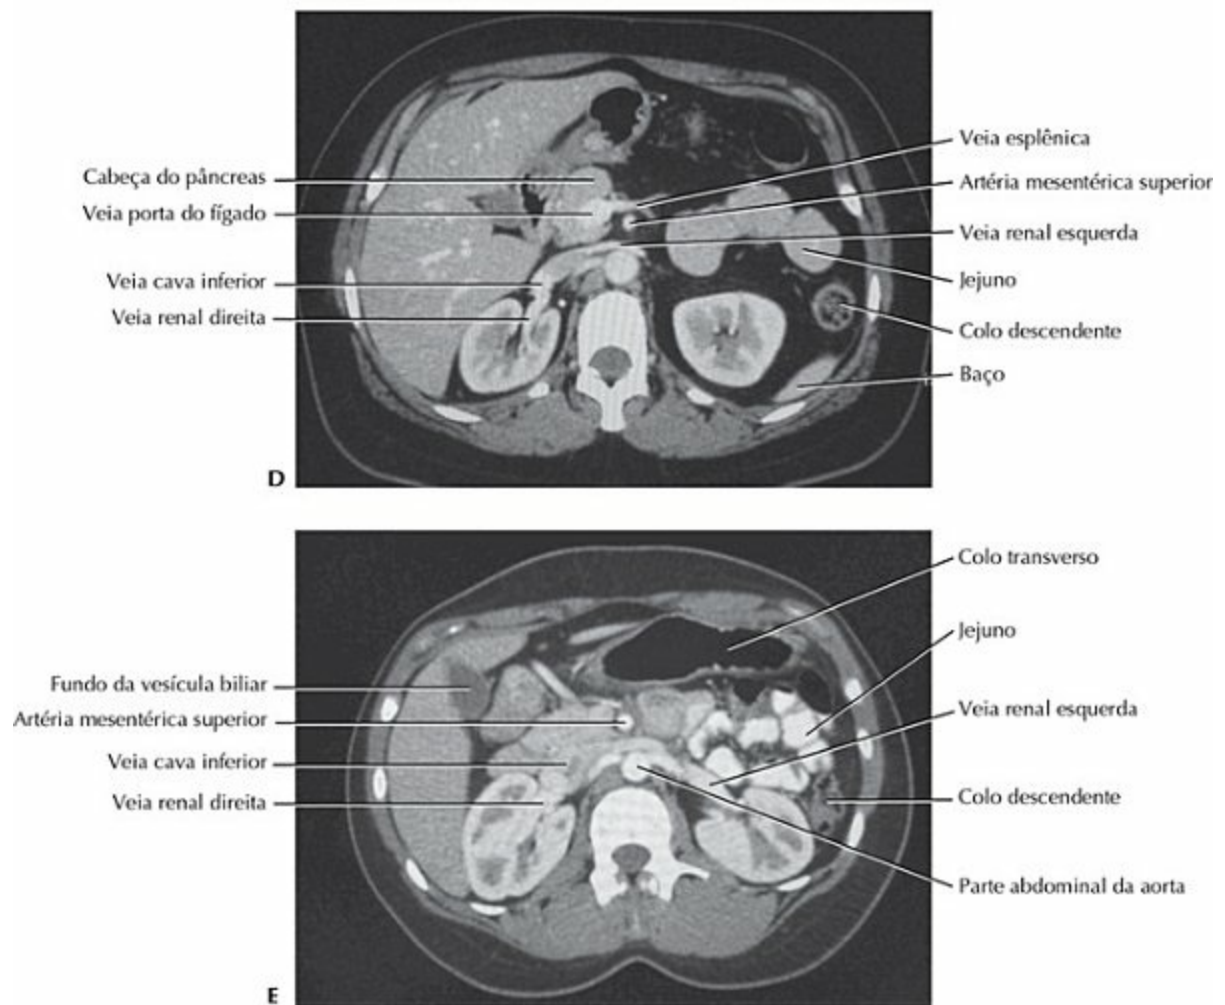 Cabeça do pâncreas
Veia porta do fígado
Veia cava inferior
Veia renal direita
Veia esplênica
Artéria mesentérica superior
Veia renal esquerda
Jejuno
Colo descendente
Baço
D
Fundo da vesícula biliar
Artéria mesentérica superior
Veia cava inferior
Veia renal direita
Colo transverso
Jejuno
Veia renal esquerda
Colo descendente
Parte abdominal da aorta
E